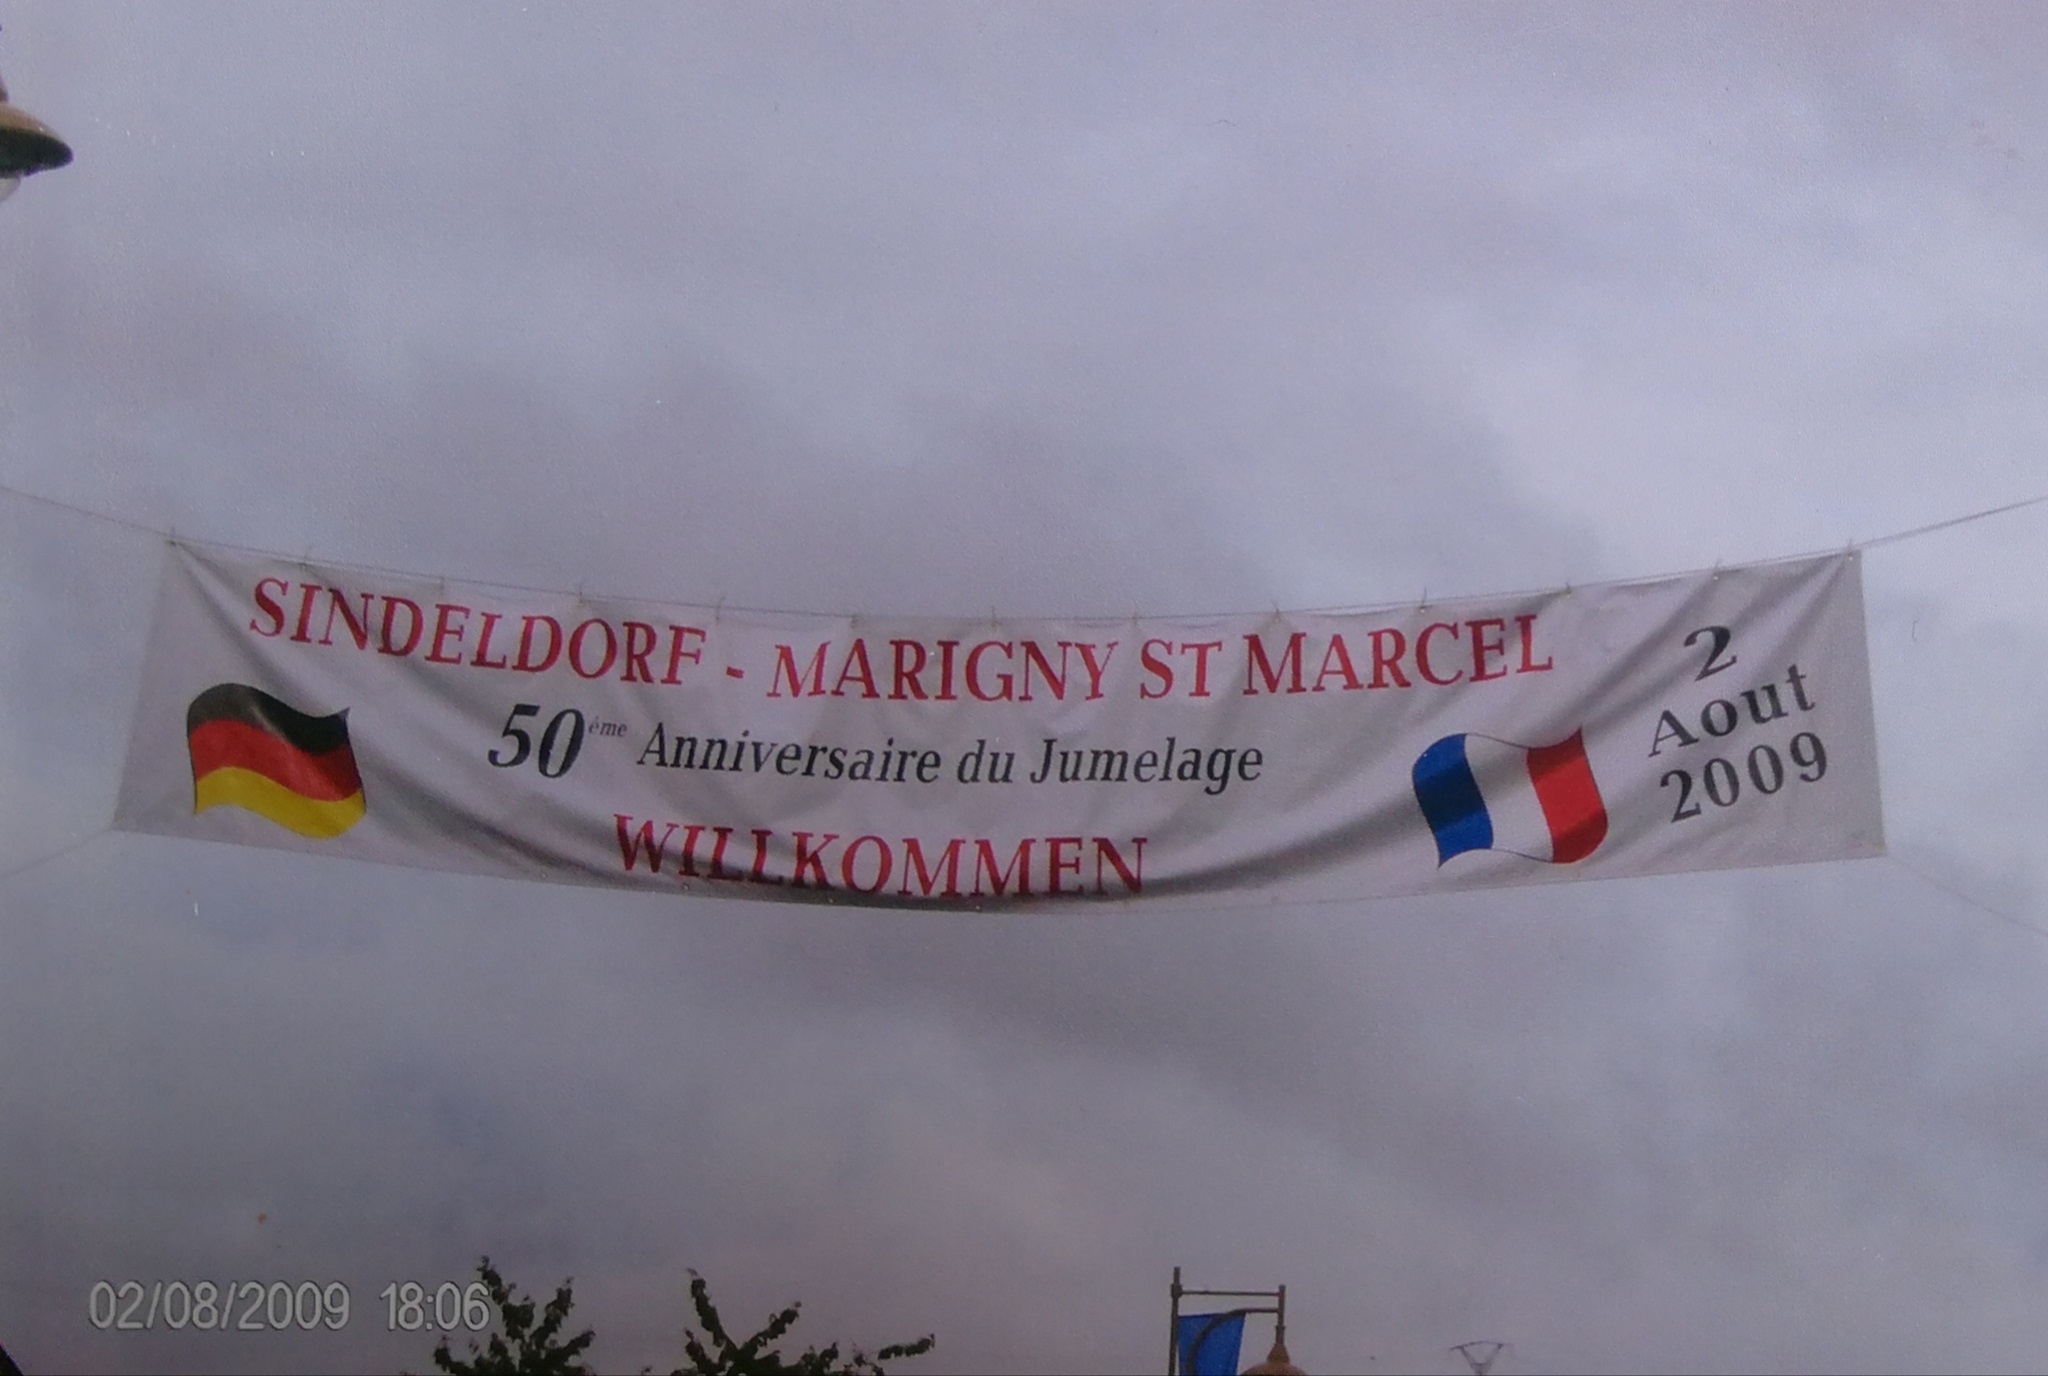 SINDELDORF - MARIGNY ST MARCEL
50ème Anniversaire du Jumelage
WILLKOMMEN
2
Aout
2009
02/08/2009 18:06